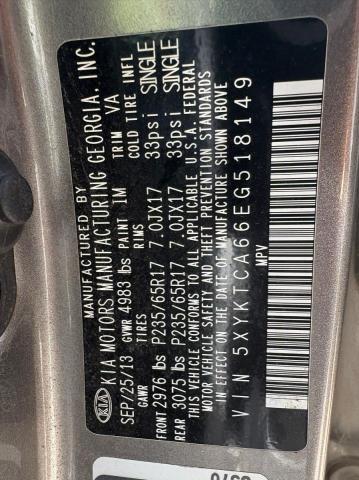 MANUFACTURED BY
KIA KIA MOTORS MANUFACTURING GEORGIA, INC.
SEP/25/13 GVWR 4983 lbs PAINT 1M TRIM VA
GAWR TIRES RIMS COLD TIRE INFL
FRONT 2976 lbs P235/65R17 7.0JX17 33psi SINGLE
REAR 3075 lbs P235/65R17 7.0JX17 33psi SINGLE
THIS VEHICLE CONFORMS TO ALL APPLICABLE U.S.A. FEDERAL
MOTOR VEHICLE SAFETY AND THEFT PREVENTION STANDARDS
IN EFFECT ON THE DATE OF MANUFACTURE SHOWN ABOVE.
VIN 5XYKTCA66EG518149
MPV